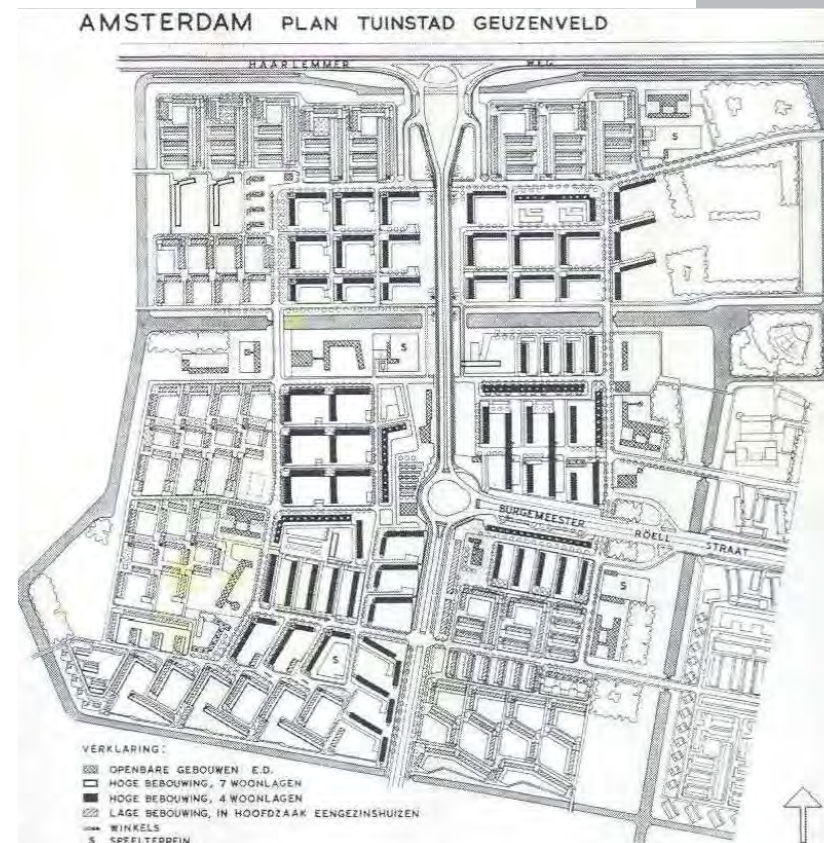 AMSTERDAM PLAN TUINSTAD GEUZENVELD
HAARLEMMER WEG
S
S
BURGEMEESTER
RÖELL STRAAT
S
S
VERKLARING:
OPENBARE GEBOUWEN E.D.
HOGE BEBOUWING, 7 WOONLAGEN
HOGE BEBOUWING, 4 WOONLAGEN
LAGE BEBOUWING, IN HOOFDZAAK EENGEZINSHUIZEN
WINKELS
S SPEELTERREIN